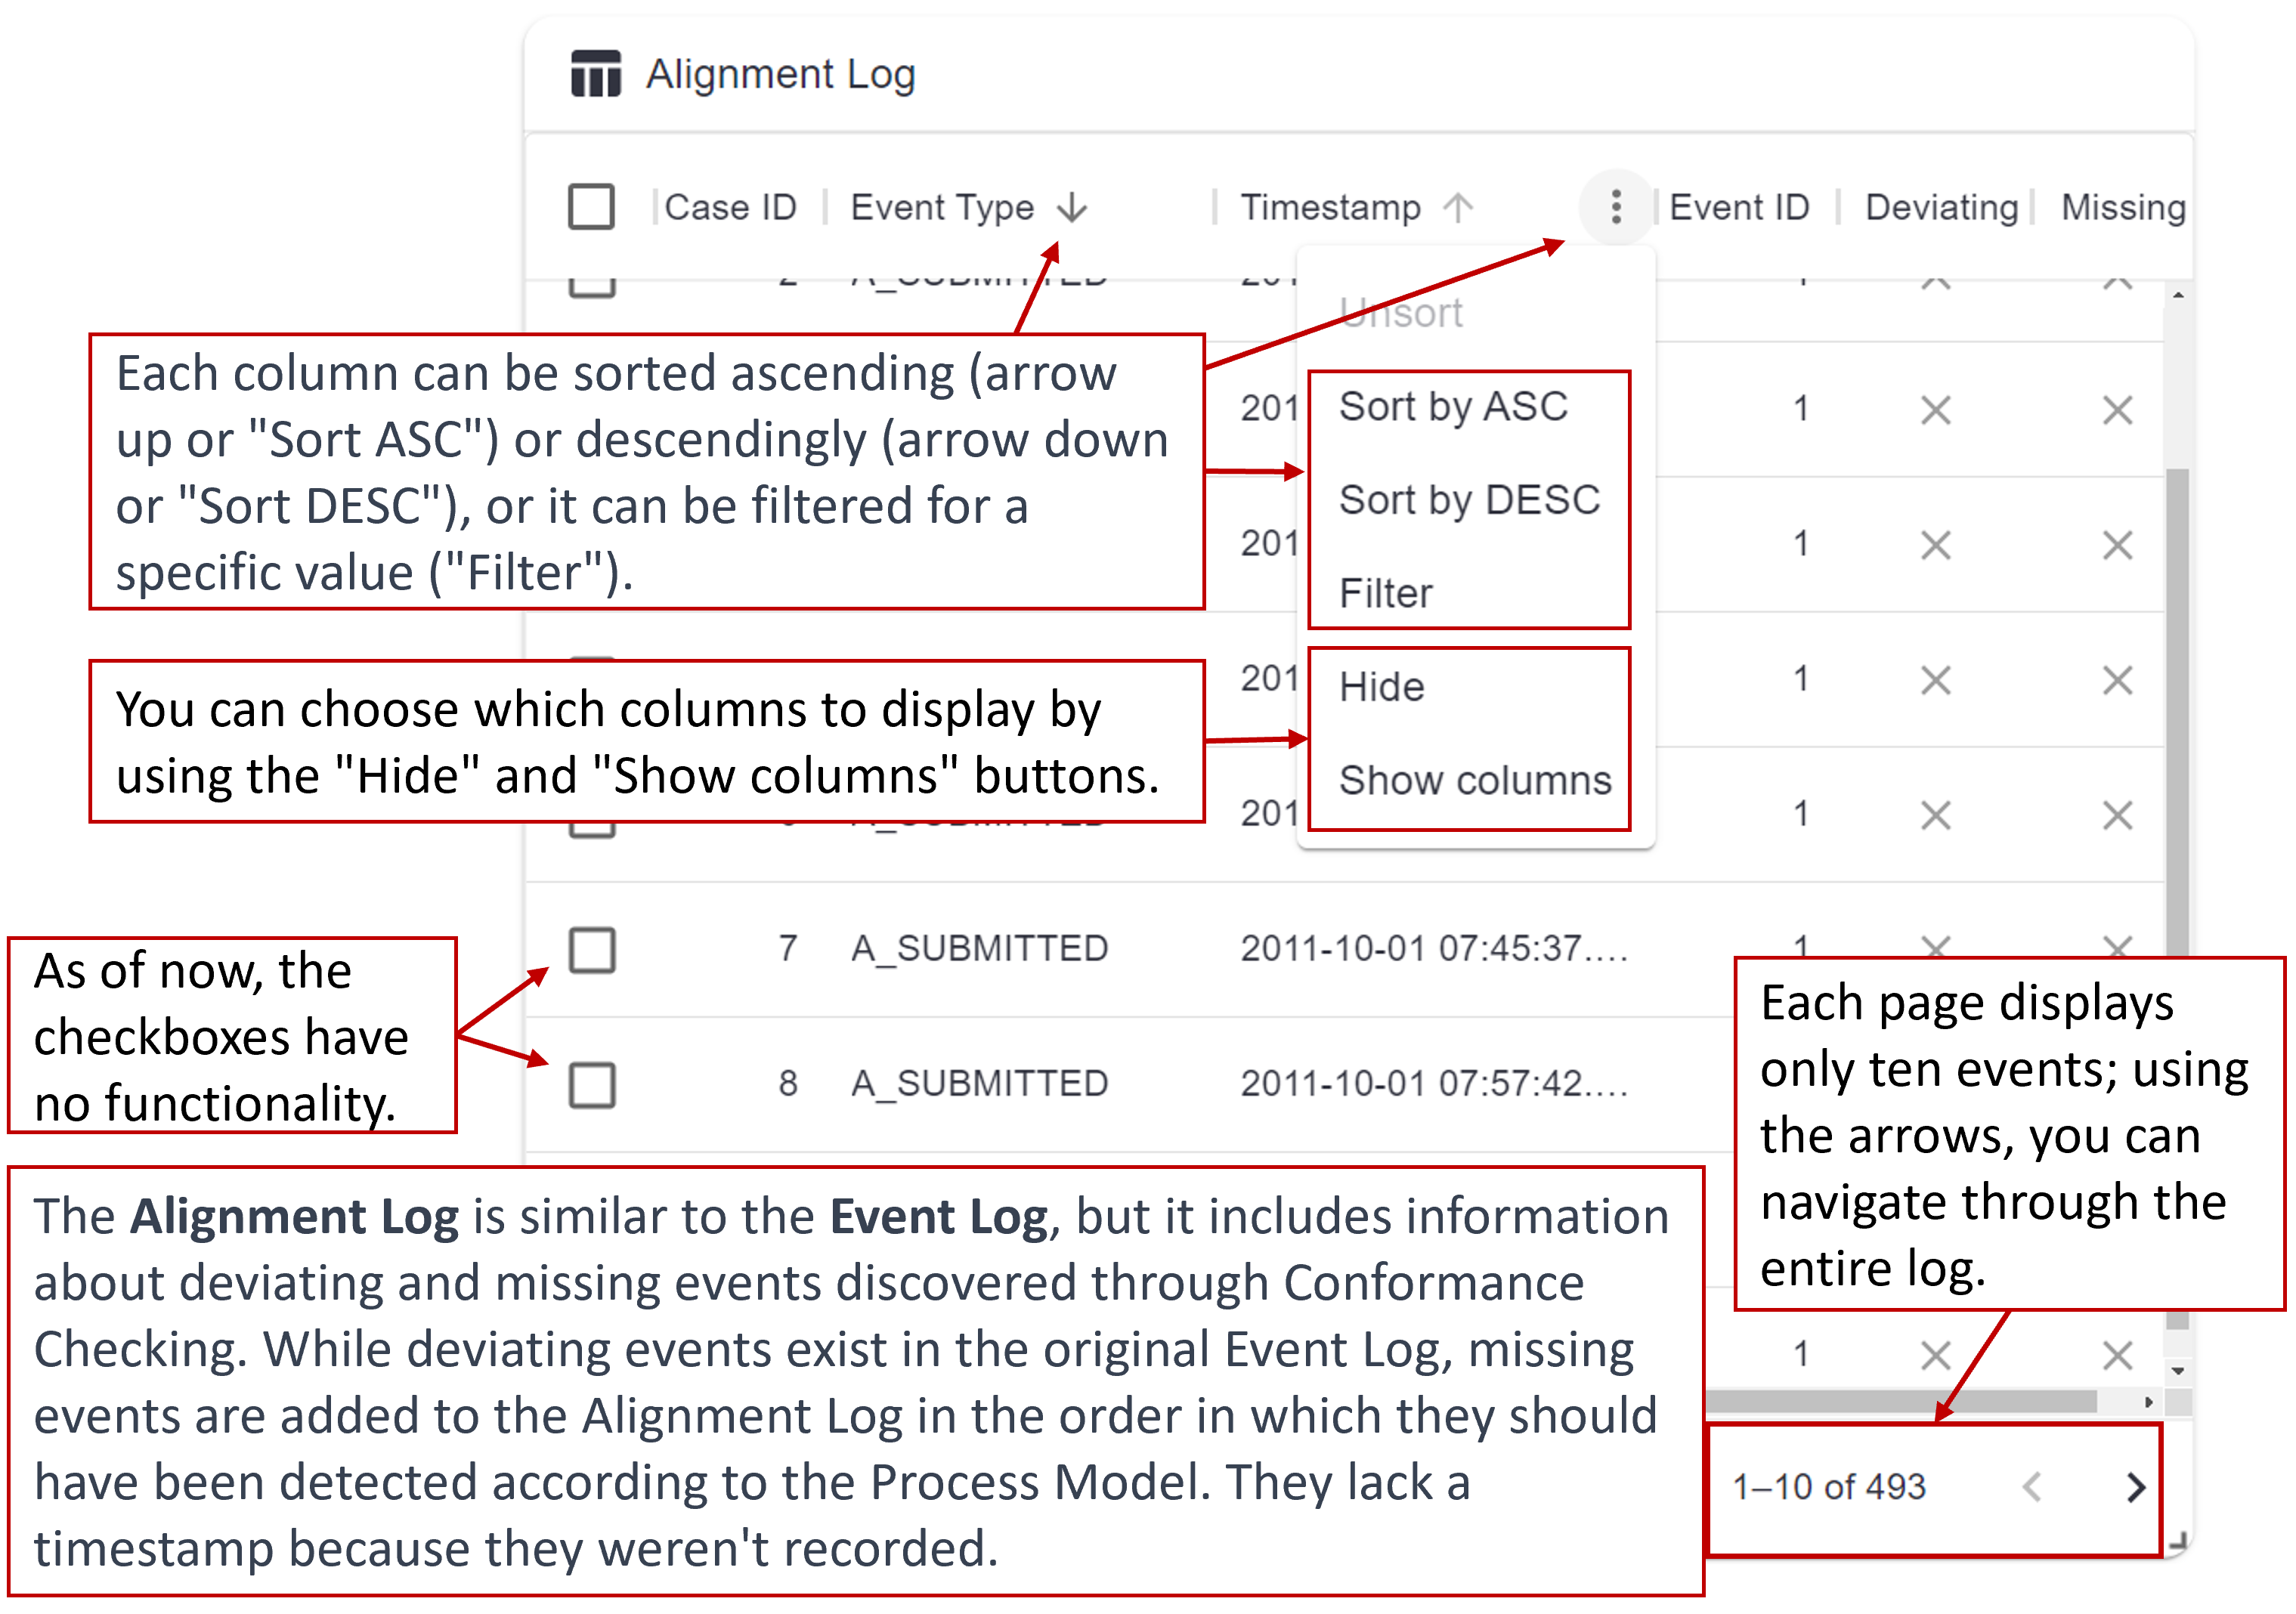 Alignment Log
Case ID Event Type Timestamp Event ID Deviating Missing
Unsort
Sort by ASC
Sort by DESC
Filter
Hide
Show columns
Each column can be sorted ascending (arrow
up or "Sort ASC") or descendingly (arrow down
or "Sort DESC"), or it can be filtered for a
specific value ("Filter").
201 1
201 1
You can choose which columns to display by
using the "Hide" and "Show columns" buttons.
201 1
201 1
7 A_SUBMITTED 2011-10-01 07:45:37.... 1
8 A_SUBMITTED 2011-10-01 07:57:42....
As of now, the
checkboxes have
no functionality.
Each page displays
only ten events; using
the arrows, you can
navigate through the
entire log.
The Alignment Log is similar to the Event Log, but it includes information
about deviating and missing events discovered through Conformance
Checking. While deviating events exist in the original Event Log, missing
events are added to the Alignment Log in the order in which they should
have been detected according to the Process Model. They lack a
timestamp because they weren't recorded.
1
1–10 of 493